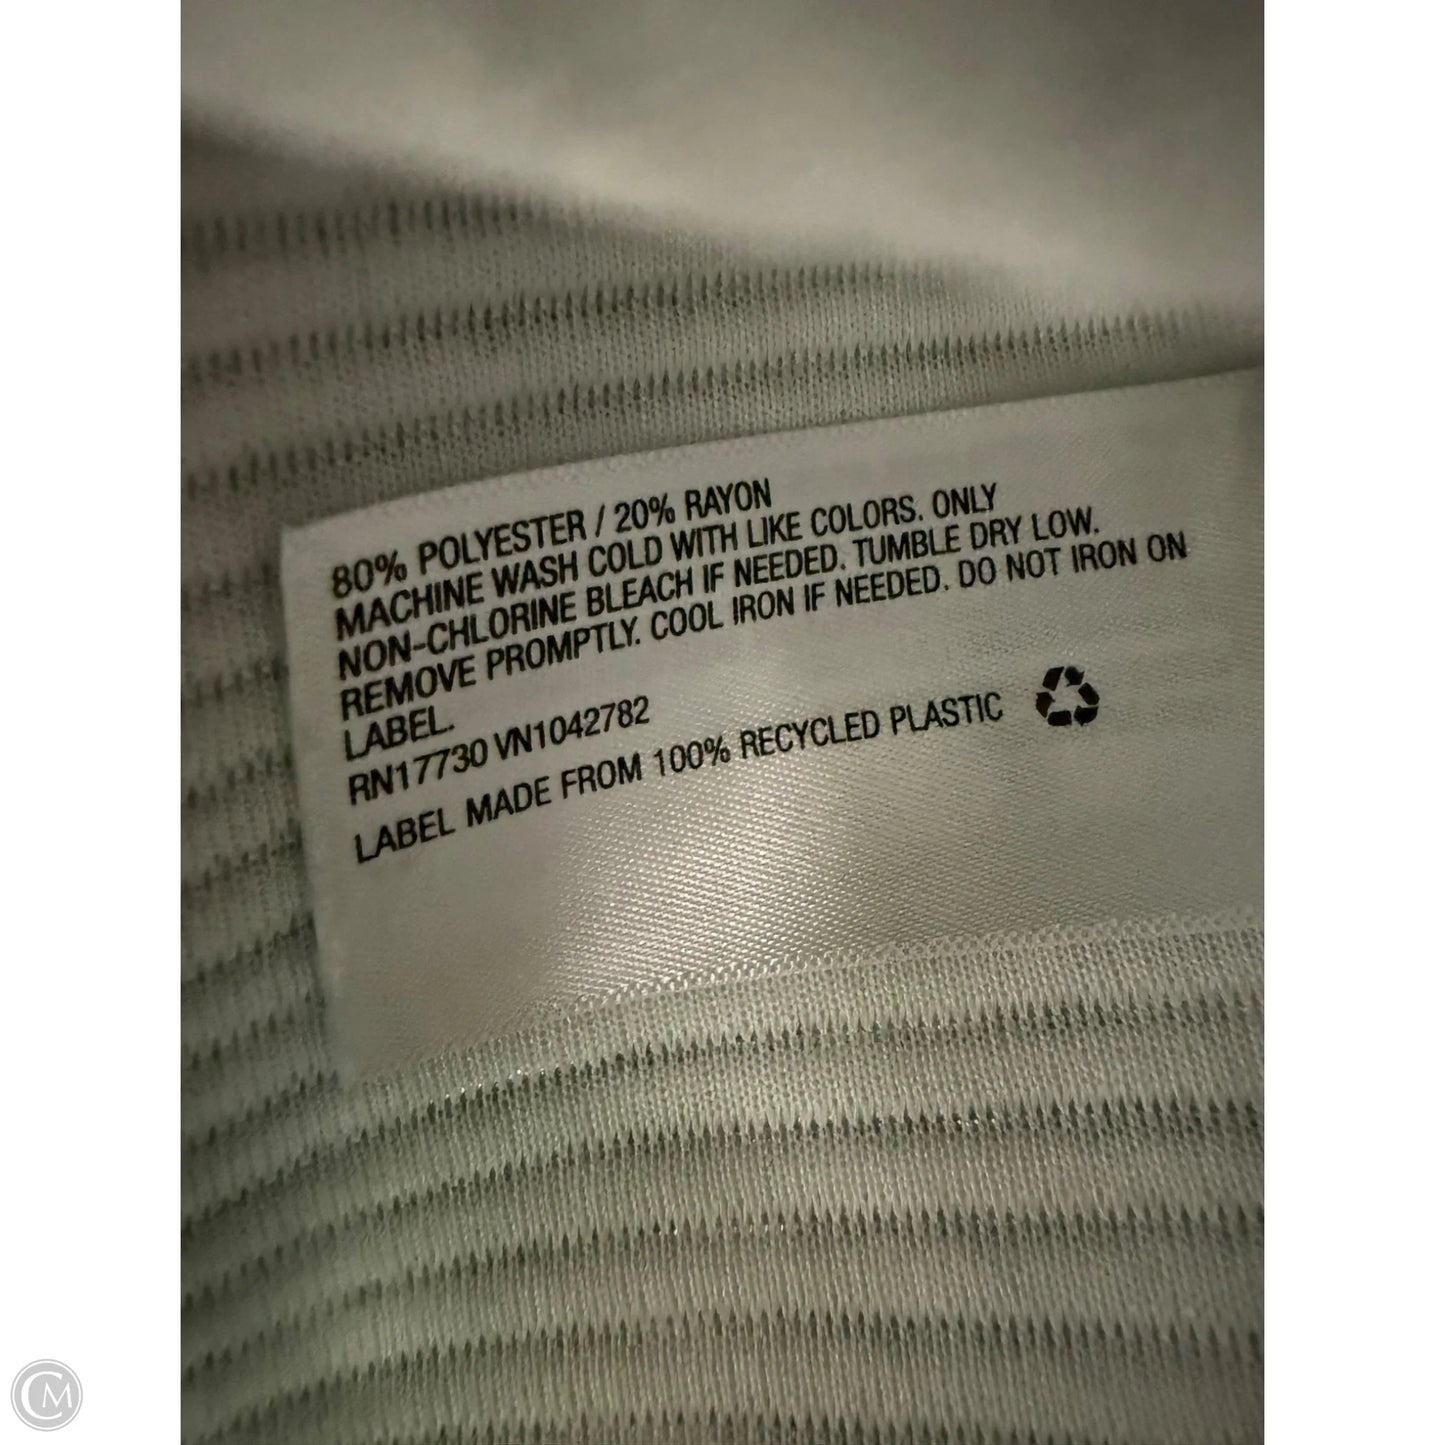 80% POLYESTER / 20% RAYON
MACHINE WASH COLD WITH LIKE COLORS. ONLY
NON-CHLORINE BLEACH IF NEEDED. TUMBLE DRY LOW.
REMOVE PROMPTLY. COOL IRON IF NEEDED. DO NOT IRON ON
LABEL.
RN17730 VN1042782
LABEL MADE FROM 100% RECYCLED PLASTIC
CM